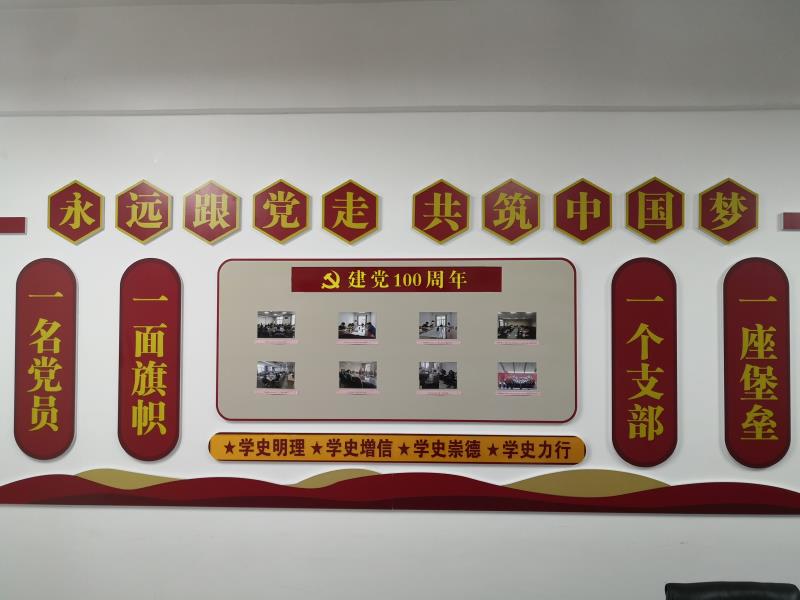 永远跟党走 共筑中国梦
一名党员
一面旗帜
建党100周年
★学史明理★学史增信★学史崇德★学史力行
一个支部
一座堡垒